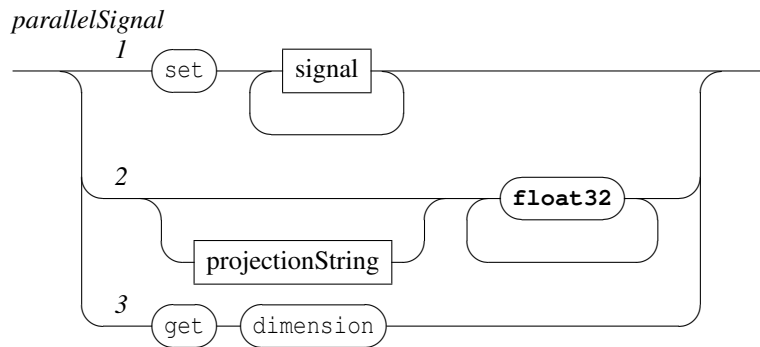 parallelSignal
1 set signal
2 float32
projectionString
3 get dimension